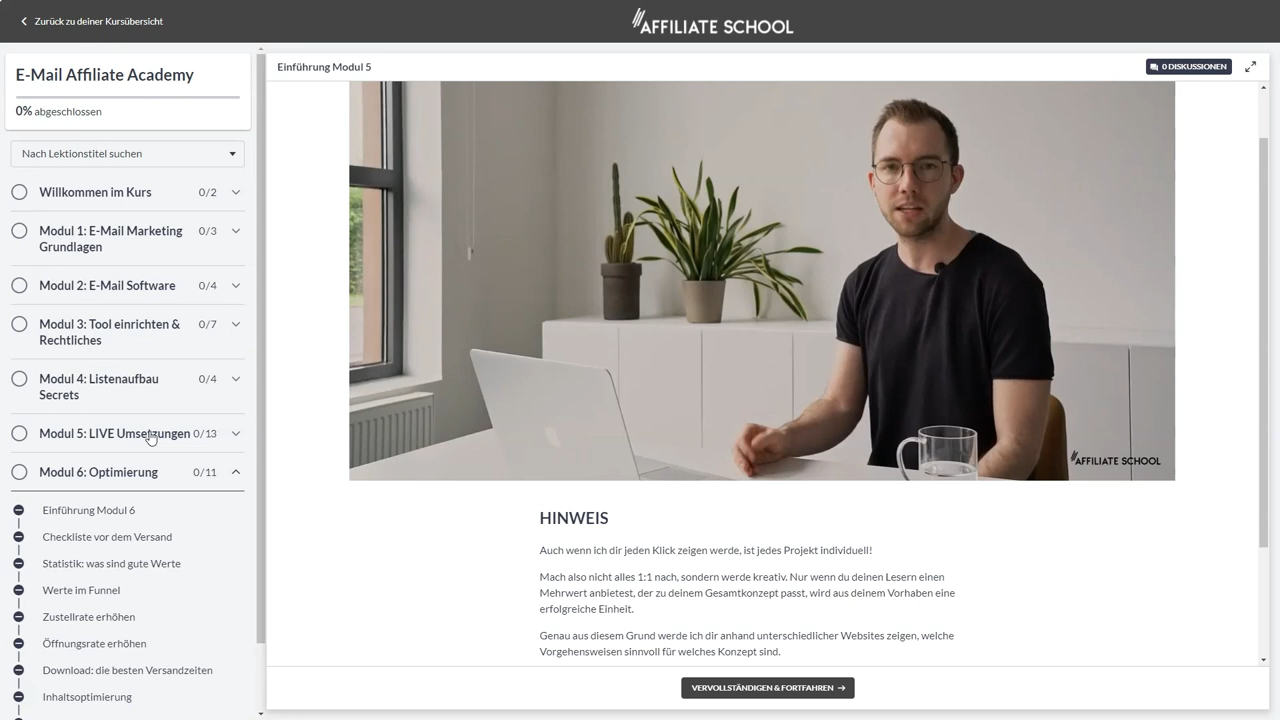 Zurück zu deiner Kursübersicht
AFFILIATE SCHOOL
E-Mail Affiliate Academy
0% abgeschlossen
Nach Lektionstitel suchen
Willkommen im Kurs 0/2
Modul 1: E-Mail Marketing 0/3
Grundlagen
Modul 2: E-Mail Software 0/4
Modul 3: Tool einrichten & 0/7
Rechtliches
Modul 4: Listenaufbau 0/4
Secrets
Modul 5: LIVE Umsetzungen 0/13
Modul 6: Optimierung 0/11
Einführung Modul 6
Checkliste vor dem Versand
Statistik: was sind gute Werte
Werte im Funnel
Zustellrate erhöhen
Öffnungsrate erhöhen
Download: die besten Versandzeiten
Einführung Modul 5
0 DISKUSSIONEN
AFFILIATE SCHOOL
HINWEIS
Auch wenn ich dir jeden Klick zeigen werde, ist jedes Projekt individuell!
Mach also nicht alles 1:1 nach, sondern werde kreativ. Nur wenn du deinen Lesern einen
Mehrwert anbietest, der zu deinem Gesamtkonzept passt, wird aus deinem Vorhaben eine
erfolgreiche Einheit.
Genau aus diesem Grund werde ich dir anhand unterschiedlicher Websites zeigen, welche
Vorgehensweisen sinnvoll für welches Konzept sind.
VERVOLLSTÄNDIGEN & FORTFAHREN